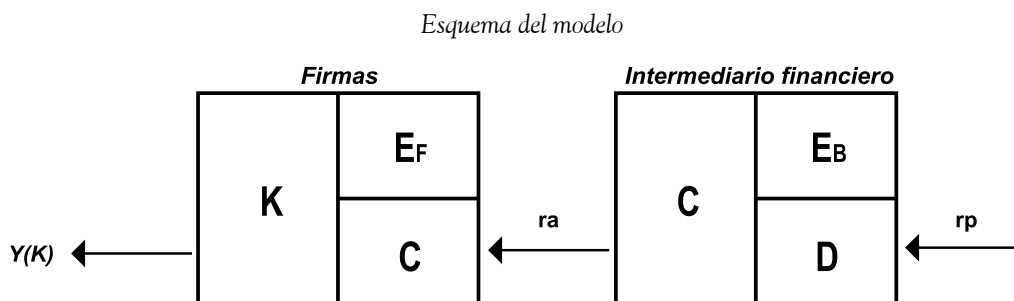 Esquema del modelo
Firmas
Intermediario financiero
K
EF
C
C
EB
D
Y(K)
ra
rp